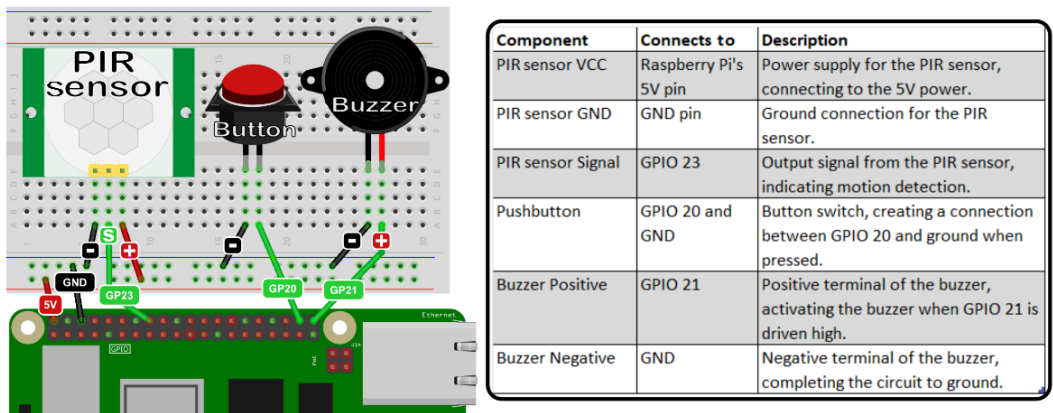 PIR
sensor
Button
Buzzer
S
GND
5V
GP23
GP20
GP21
Ethernet
GPIO
J14
PoE
Component Connects to Description
PIR sensor VCC Raspberry Pi's Power supply for the PIR sensor,
5V pin connecting to the 5V power.
PIR sensor GND GND pin Ground connection for the PIR
sensor.
PIR sensor Signal GPIO 23 Output signal from the PIR sensor,
indicating motion detection.
Pushbutton GPIO 20 and Button switch, creating a connection
GND between GPIO 20 and ground when
pressed.
Buzzer Positive GPIO 21 Positive terminal of the buzzer,
activating the buzzer when GPIO 21 is
driven high.
Buzzer Negative GND Negative terminal of the buzzer,
completing the circuit to ground.